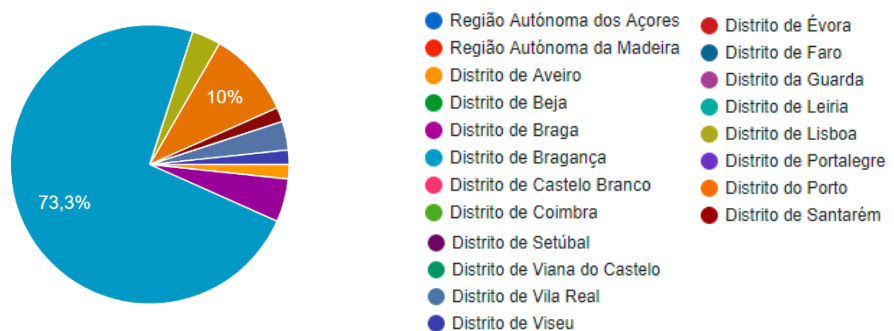 10%
73,3%
Região Autónoma dos Açores
Região Autónoma da Madeira
Distrito de Aveiro
Distrito de Beja
Distrito de Braga
Distrito de Bragança
Distrito de Castelo Branco
Distrito de Coimbra
Distrito de Setúbal
Distrito de Viana do Castelo
Distrito de Vila Real
Distrito de Viseu
Distrito de Évora
Distrito de Faro
Distrito da Guarda
Distrito de Leiria
Distrito de Lisboa
Distrito de Portalegre
Distrito do Porto
Distrito de Santarém